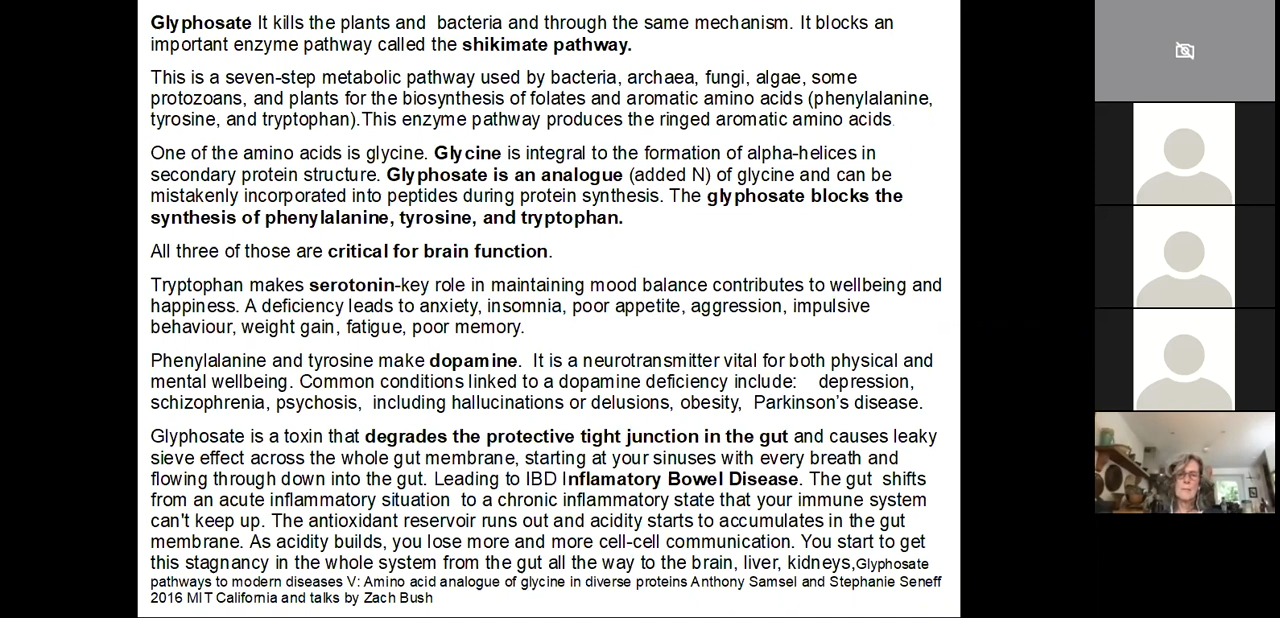 Glyphosate It kills the plants and bacteria and through the same mechanism. It blocks an
important enzyme pathway called the shikimate pathway.
This is a seven-step metabolic pathway used by bacteria, archaea, fungi, algae, some
protozoans, and plants for the biosynthesis of folates and aromatic amino acids (phenylalanine,
tyrosine, and tryptophan).This enzyme pathway produces the ringed aromatic amino acids.
One of the amino acids is glycine. Glycine is integral to the formation of alpha-helices in
secondary protein structure. Glyphosate is an analogue (added N) of glycine and can be
mistakenly incorporated into peptides during protein synthesis. The glyphosate blocks the
synthesis of phenylalanine, tyrosine, and tryptophan.
All three of those are critical for brain function.
Tryptophan makes serotonin-key role in maintaining mood balance contributes to wellbeing and
happiness. A deficiency leads to anxiety, insomnia, poor appetite, aggression, impulsive
behaviour, weight gain, fatigue, poor memory.
Phenylalanine and tyrosine make dopamine. It is a neurotransmitter vital for both physical and
mental wellbeing. Common conditions linked to a dopamine deficiency include: depression,
schizophrenia, psychosis, including hallucinations or delusions, obesity, Parkinson's disease.
Glyphosate is a toxin that degrades the protective tight junction in the gut and causes leaky
sieve effect across the whole gut membrane, starting at your sinuses with every breath and
flowing through down into the gut. Leading to IBD Inflamatory Bowel Disease. The gut shifts
from an acute inflammatory situation to a chronic inflammatory state that your immune system
can't keep up. The antioxidant reservoir runs out and acidity starts to accumulates in the gut
membrane. As acidity builds, you lose more and more cell-cell communication. You start to get
this stagnancy in the whole system from the gut all the way to the brain, liver, kidneys,Glyphosate
pathways to modern diseases V: Amino acid analogue of glycine in diverse proteins Anthony Samsel and Stephanie Seneff
2016 MIT California and talks by Zach Bush